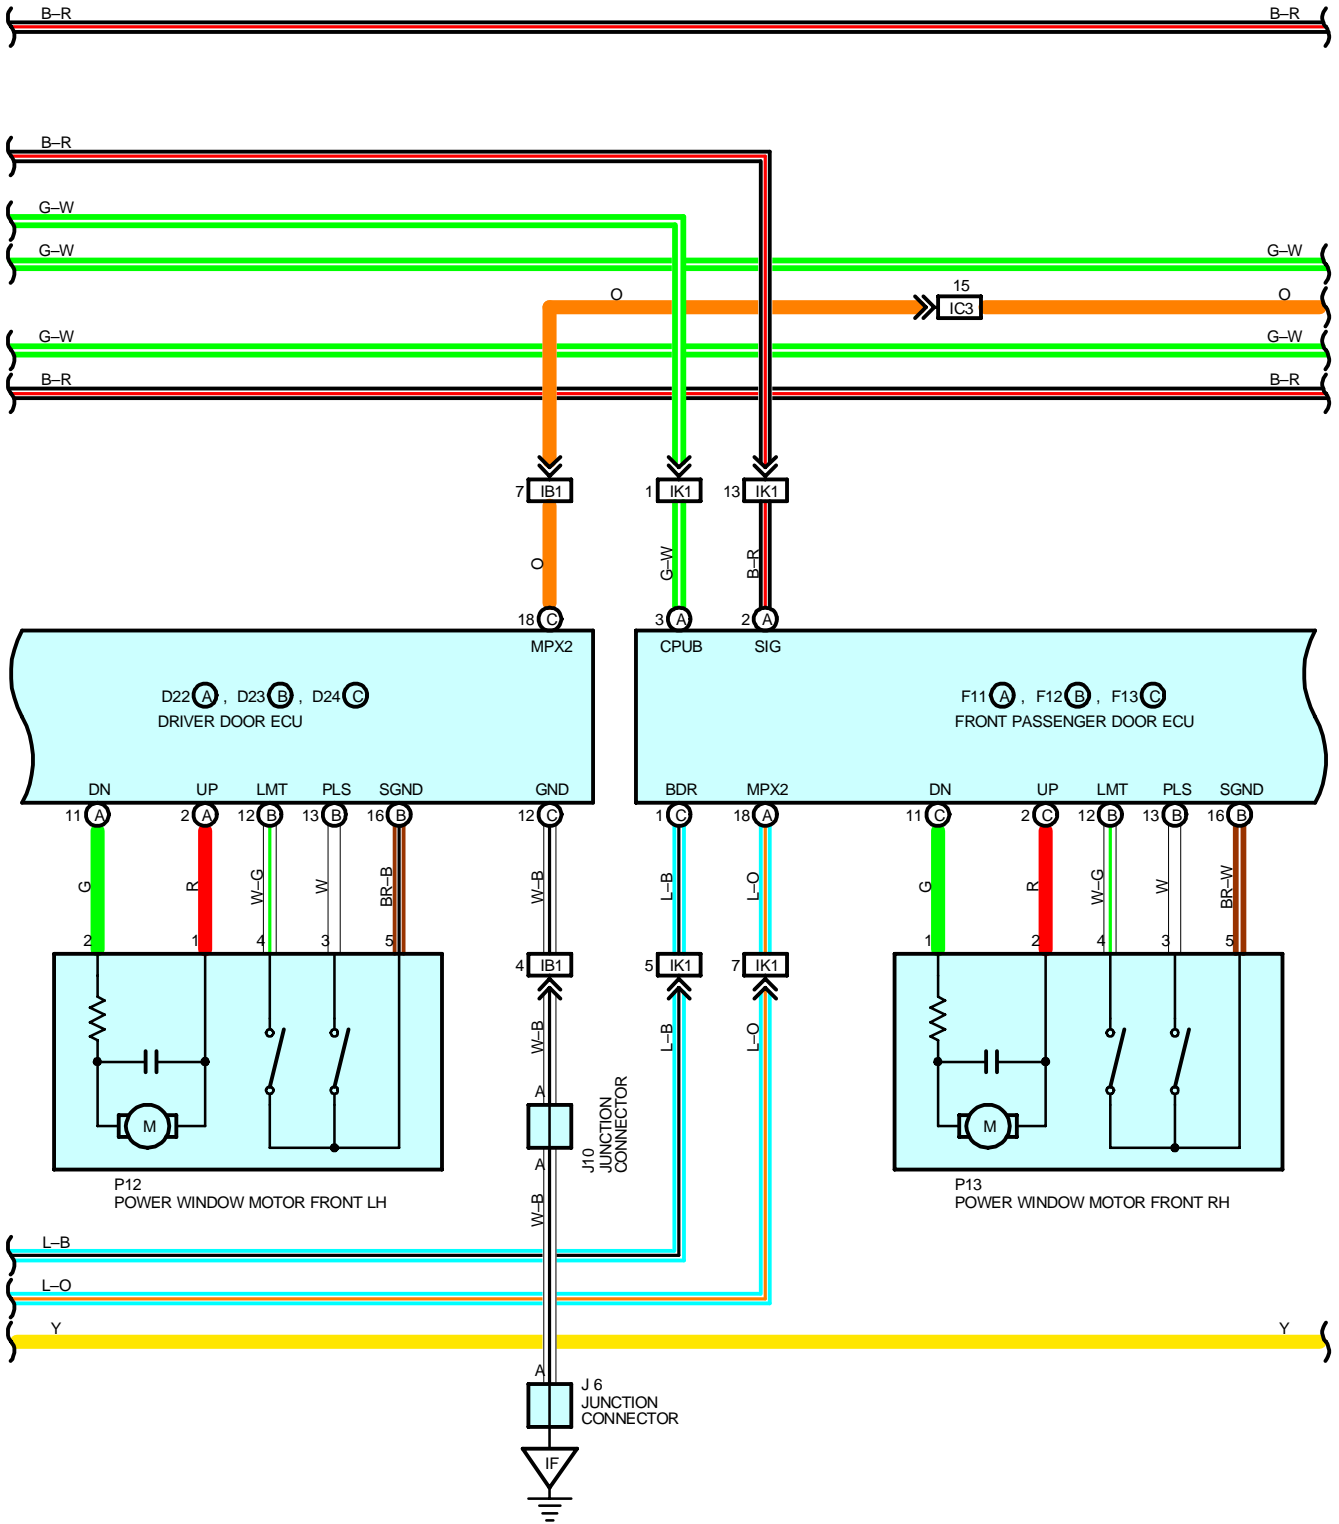 B–R B–R
B–R
G–W
G–W G–W
15
O O
IC3
G–W G–W
B–R B–R
7 IB1 1 IK1 13 IK1
O G–W B–R
18 C 3 A 2 A
MPX2 CPUB SIG
D22 A , D23 B , D24 C
DRIVER DOOR ECU
F11 A , F12 B , F13 C
FRONT PASSENGER DOOR ECU
DN UP LMT PLS SGND GND BDR MPX2 DN UP LMT PLS SGND
11 A 2 A 12 B 13 B 16 B 12 C 1 C 18 A 11 C 2 C 12 B 13 B 16 B
G R W–G W BR–B W–B L–B L–O G R W–G W BR–W
2 1 4 3 5 1 2 4 3 5
4 IB1 5 IK1 7 IK1
W–B L–B L–O
A
M M
J10
JUNCTION
CONNECTOR
A
P12
POWER WINDOW MOTOR FRONT LH
P13
POWER WINDOW MOTOR FRONT RH
W–B
L–B
L–O
Y Y
A
J 6
JUNCTION
CONNECTOR
IF